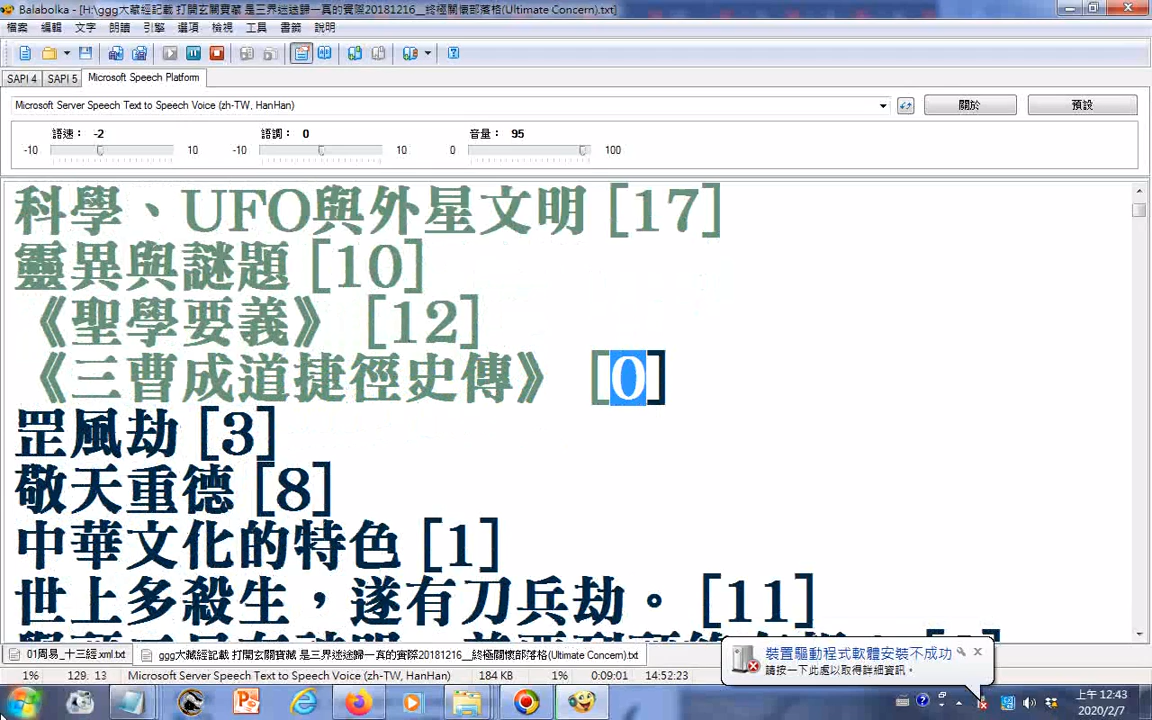 Balabolka - [H:\ggg大藏經記載 打開玄關寶藏 是三界迷途歸一真的實際20181216__終極關懷部落格(Ultimate Concern).txt]
檔案 編輯 文字 朗讀 引擎 選項 檢視 工具 書籤 說明
SAPI 4 SAPI 5 Microsoft Speech Platform
Microsoft Server Speech Text to Speech Voice (zh-TW, HanHan) 關於 預設
語速： -2 語調： 0 音量： 95
-10 10 -10 10 0 100
科學、UFO與外星文明 [17]
靈異與謎題 [10]
《聖學要義》 [12]
《三曹成道捷徑史傳》 [0]
罡風劫 [3]
敬天重德 [8]
中華文化的特色 [1]
世上多殺生，遂有刀兵劫。 [11]
01周易_十三經.xml.txt ggg大藏經記載 打開玄關寶藏 是三界迷途歸一真的實際20181216__終極關懷部落格(Ultimate Concern).txt
裝置驅動程式軟體安裝不成功
請按一下此處以取得詳細資訊。
1% 129. 13 Microsoft Server Speech Text to Speech Voice (zh-TW, HanHan) 184 KB 1% 0:09:01 14:52:23
上午 12:43
2020/2/7